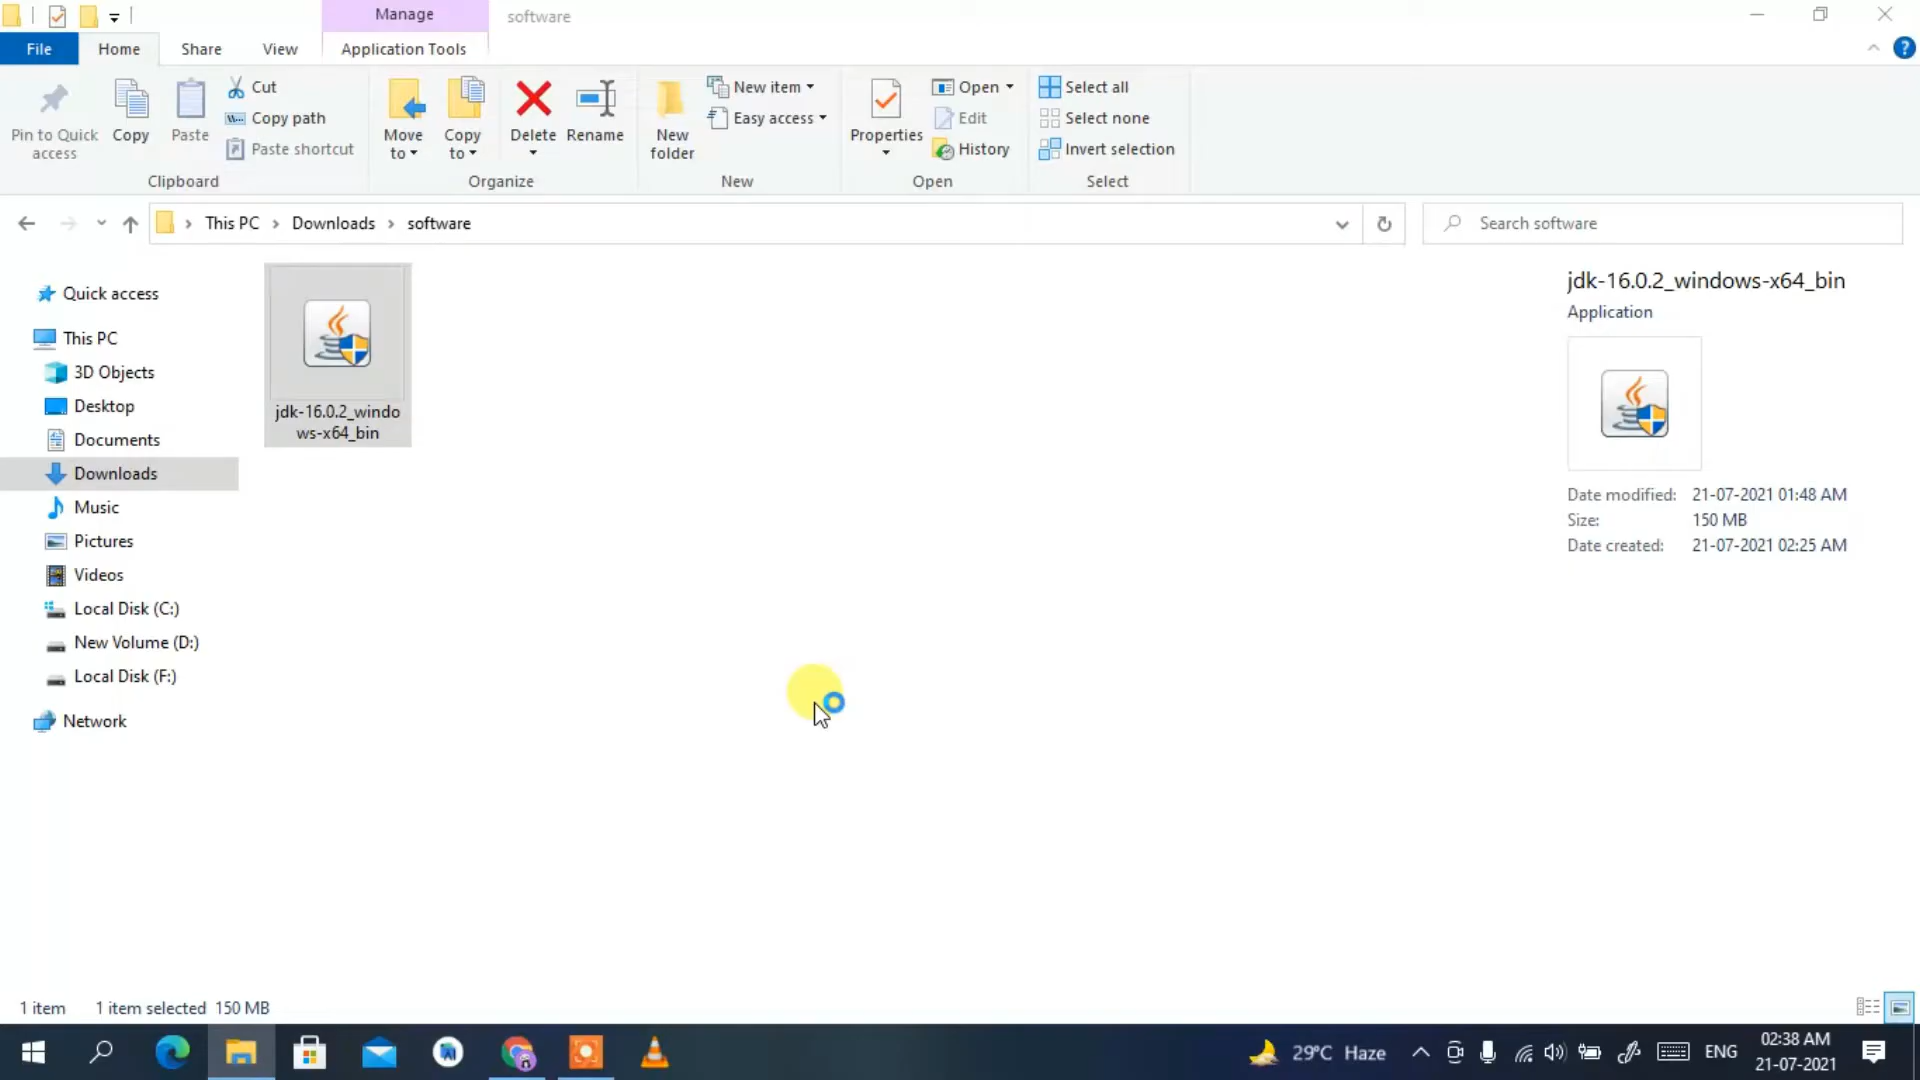 Manage
software
File
Home
Share
View
Application Tools
Pin to Quick
access
Copy
Paste
Cut
Copy path
Paste shortcut
Clipboard
Move
to
Copy
to
Delete
Rename
Organize
New
folder
New item
Easy access
New
Properties
Open
Edit
History
Open
Select all
Select none
Invert selection
Select
This PC
Downloads
software
Search software
Quick access
This PC
3D Objects
Desktop
Documents
Downloads
Music
Pictures
Videos
Local Disk (C:)
New Volume (D:)
Local Disk (F:)
Network
jdk-16.0.2_windo
ws-x64_bin
jdk-16.0.2_windows-x64_bin
Application
Date modified: 21-07-2021 01:48 AM
Size: 150 MB
Date created: 21-07-2021 02:25 AM
1 item
1 item selected 150 MB
29°C Haze
ENG
02:38 AM
21-07-2021